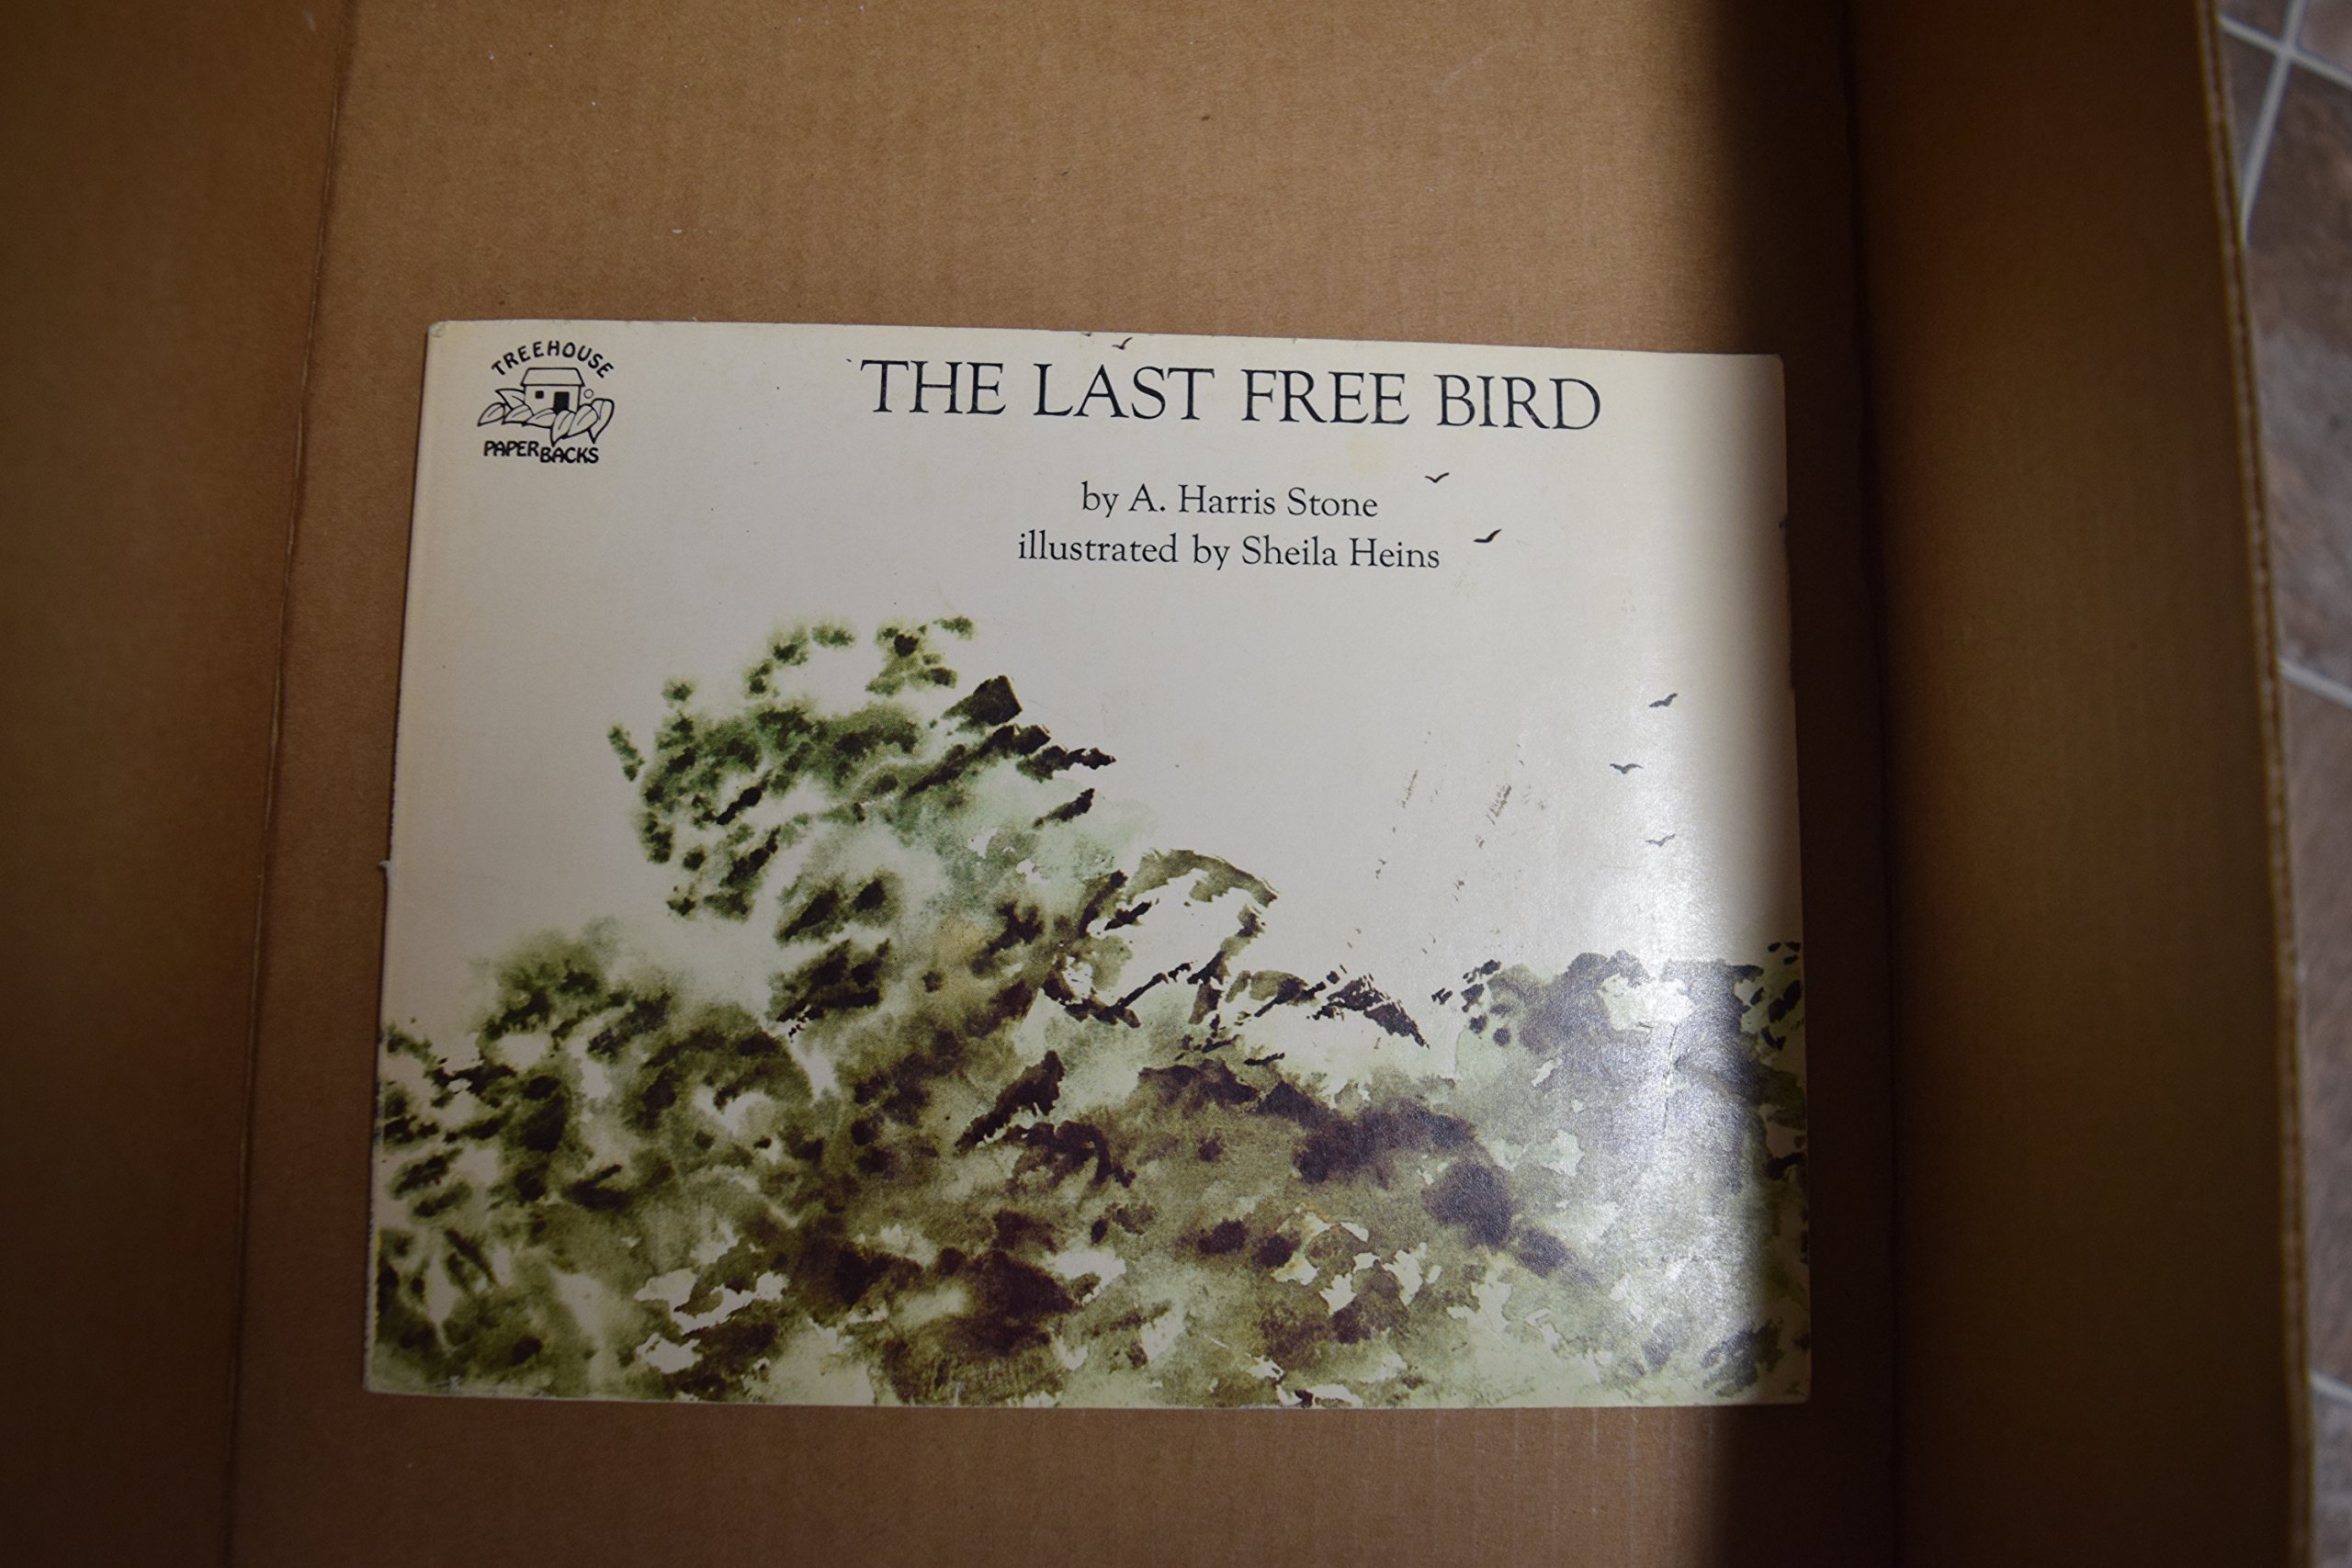 TREEHOUSE
PAPERBACKS
THE LAST FREE BIRD
by A. Harris Stone
illustrated by Sheila Heins